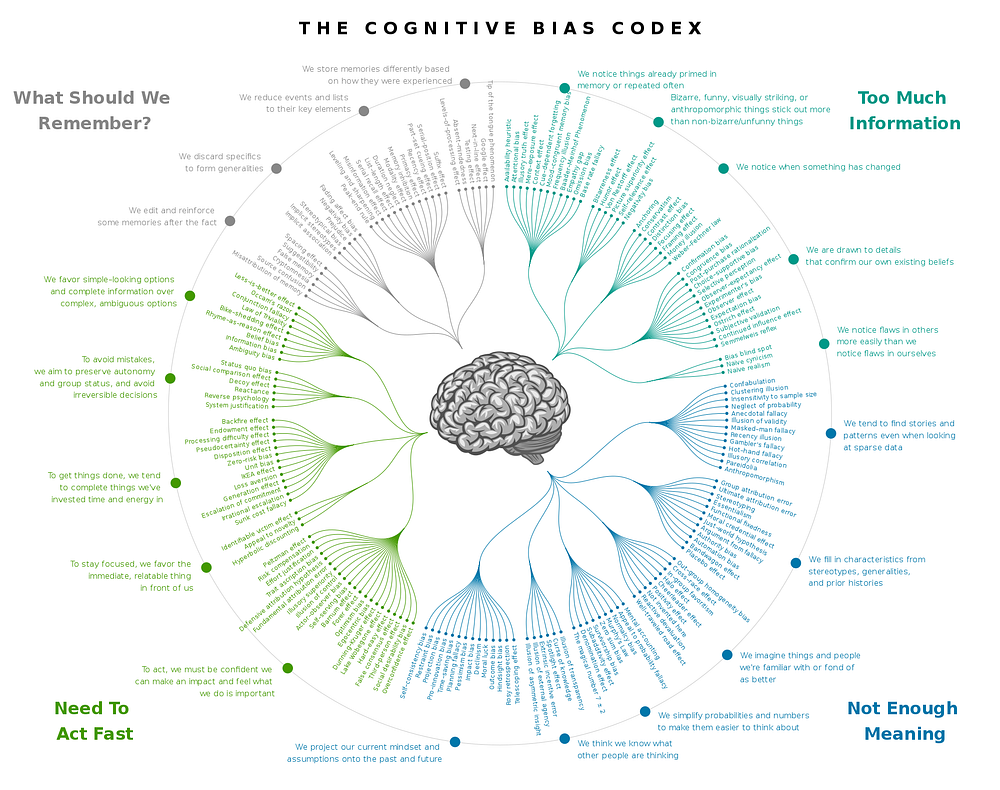 THE COGNITIVE BIAS CODEX
What Should We
Remember?
We store memories differently based
on how they were experienced
We reduce events and lists
to their key elements
We discard specifics
to form generalities
We edit and reinforce
some memories after the fact
Tip of the tongue phenomenon
Google effect
Next-in-line effect
Testing effect
Absent-mindedness
Levels-of-processing effect
Suffix effect
Serial-position effect
Part-set cueing effect
Recency effect
Primacy effect
Memory inhibition
Modality effect
Duration neglect
List-length effect
Serial recall effect
Misinformation effect
Leveling and sharpening
Peak-end rule
Fading affect bias
Negativity bias
Prejudice
Stereotypical bias
Implicit stereotypes
Implicit association
Spacing effect
Suggestibility
False memory
Cryptomnesia
Source confusion
Misattribution of memory
Too Much
Information
We notice things already primed in
memory or repeated often
Bizarre, funny, visually striking, or
anthropomorphic things stick out more
than non-bizarre/unfunny things
We notice when something has changed
We are drawn to details
that confirm our own existing beliefs
We notice flaws in others
more easily than we
notice flaws in ourselves
Availability heuristic
Attentional bias
Illusory truth effect
Mere-exposure effect
Context effect
Cue-dependent forgetting
Mood-congruent memory bias
Frequency illusion
Baader-Meinhof Phenomenon
Empathy gap
Omission bias
Base rate fallacy
Bizarreness effect
Humor effect
Von Restorff effect
Picture superiority effect
Self-reference effect
Negativity bias
Anchoring
Conservatism
Contrast effect
Distinction bias
Focusing effect
Framing effect
Money illusion
Weber-Fechner law
Confirmation bias
Congruence bias
Post-purchase rationalization
Choice-supportive bias
Selective perception
Observer-expectancy effect
Experimenter's bias
Observer effect
Expectation bias
Ostrich effect
Subjective validation
Continued influence effect
Semmelweis reflex
Bias blind spot
Naïve cynicism
Naïve realism
We tend to find stories and
patterns even when looking
at sparse data
We fill in characteristics from
stereotypes, generalities,
and prior histories
We imagine things and people
we're familiar with or fond of
as better
We simplify probabilities and numbers
to make them easier to think about
We think we know what
other people are thinking
We project our current mindset and
assumptions onto the past and future
Not Enough
Meaning
Confabulation
Clustering illusion
Insensitivity to sample size
Neglect of probability
Anecdotal fallacy
Illusion of validity
Masked-man fallacy
Recency illusion
Gambler's fallacy
Hot-hand fallacy
Illusory correlation
Pareidolia
Anthropomorphism
Group attribution error
Ultimate attribution error
Stereotyping
Essentialism
Functional fixedness
Moral credential effect
Just-world hypothesis
Argument from fallacy
Authority bias
Automation bias
Bandwagon effect
Placebo effect
Out-group homogeneity bias
Cross-race effect
In-group favoritism
Halo effect
Cheerleader effect
Positivity effect
Not invented here
Reactive devaluation
Well-traveled road effect
Mental accounting
Appeal to probability fallacy
Normalcy bias
Murphy's Law
Zero sum bias
Survivorship bias
Subadditivity effect
Denomination effect
The magical number 7 ± 2
Illusion of transparency
Curse of knowledge
Spotlight effect
Extrinsic incentive error
Illusion of external agency
Illusion of asymmetric insight
Telescoping effect
Rosy retrospection
Hindsight bias
Outcome bias
Moral luck
Declinism
Impact bias
Pessimism bias
Planning fallacy
Time-saving bias
Pro-innovation bias
Projection bias
Restraint bias
Self-consistency bias
We favor simple-looking options
and complete information over
complex, ambiguous options
To avoid mistakes,
we aim to preserve autonomy
and group status, and avoid
irreversible decisions
To get things done, we tend
to complete things we've
invested time and energy in
To stay focused, we favor the
immediate, relatable thing
in front of us
To act, we must be confident we
can make an impact and feel what
we do is important
Need To
Act Fast
Less-is-better effect
Occam's razor
Conjunction fallacy
Law of Triviality
Bike-shedding effect
Rhyme-as-reason effect
Belief bias
Information bias
Ambiguity bias
Status quo bias
Social comparison effect
Decoy effect
Reactance
Reverse psychology
System justification
Backfire effect
Endowment effect
Processing difficulty effect
Pseudocertainty effect
Disposition effect
Zero-risk bias
Unit bias
IKEA effect
Loss aversion
Generation effect
Escalation of commitment
Irrational escalation
Sunk cost fallacy
Identifiable victim effect
Appeal to novelty
Hyperbolic discounting
Peltzman effect
Risk compensation
Effort justification
Trait ascription bias
Defensive attribution hypothesis
Fundamental attribution error
Illusory superiority
Illusion of control
Actor-observer bias
Self-serving bias
Barnum effect
Forer effect
Optimism bias
Egocentric bias
Dunning-Kruger effect
Lake Wobegone effect
Hard-easy effect
False consensus effect
Third-person effect
Social desirability bias
Overconfidence effect